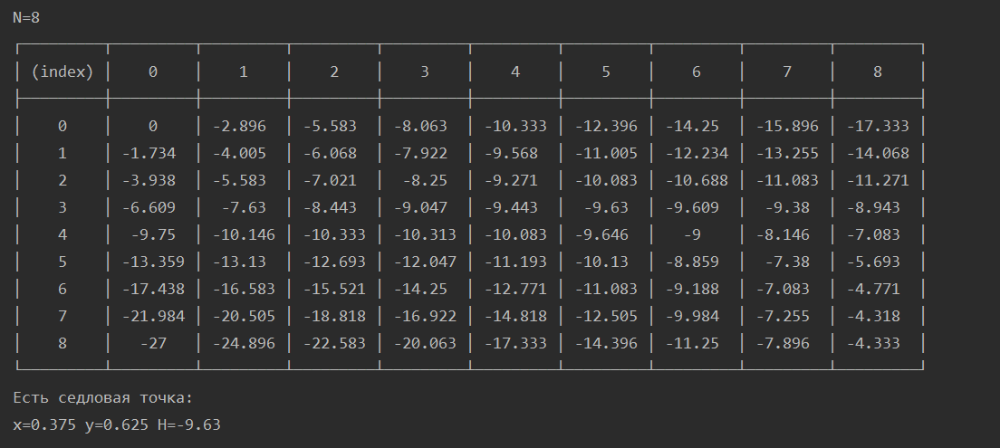 N=8
(index) 0 1 2 3 4 5 6 7 8
0 0 -2.896 -5.583 -8.063 -10.333 -12.396 -14.25 -15.896 -17.333
1 -1.734 -4.005 -6.068 -7.922 -9.568 -11.005 -12.234 -13.255 -14.068
2 -3.938 -5.583 -7.021 -8.25 -9.271 -10.083 -10.688 -11.083 -11.271
3 -6.609 -7.63 -8.443 -9.047 -9.443 -9.63 -9.609 -9.38 -8.943
4 -9.75 -10.146 -10.333 -10.313 -10.083 -9.646 -9 -8.146 -7.083
5 -13.359 -13.13 -12.693 -12.047 -11.193 -10.13 -8.859 -7.38 -5.693
6 -17.438 -16.583 -15.521 -14.25 -12.771 -11.083 -9.188 -7.083 -4.771
7 -21.984 -20.505 -18.818 -16.922 -14.818 -12.505 -9.984 -7.255 -4.318
8 -27 -24.896 -22.583 -20.063 -17.333 -14.396 -11.25 -7.896 -4.333
Есть седловая точка:
x=0.375 y=0.625 H=-9.63